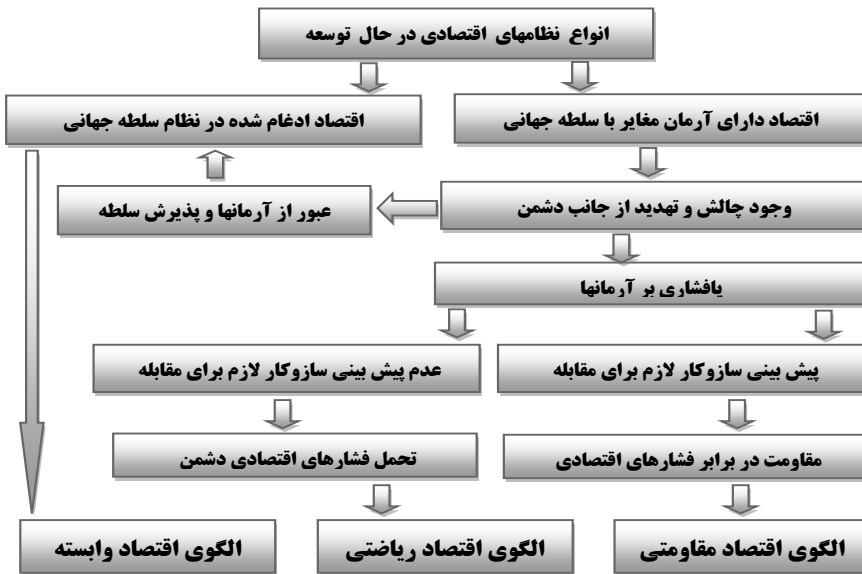 انواع نظامهای اقتصادی در حال توسعه
اقتصاد دارای آرمان مغایر با سلطه جهانی
اقتصاد ادغام شده در نظام سلطه جهانی
وجود چالش و تهدید از جانب دشمن
عبور از آرمانها و پذیرش سلطه
پافشاری بر آرمانها
پیش بینی سازوکار لازم برای مقابله
عدم پیش بینی سازوکار لازم برای مقابله
مقاومت در برابر فشارهای اقتصادی
تحمل فشارهای اقتصادی دشمن
الگوی اقتصاد مقاومتی
الگوی اقتصاد ریاضتی
الگوی اقتصاد وابسته